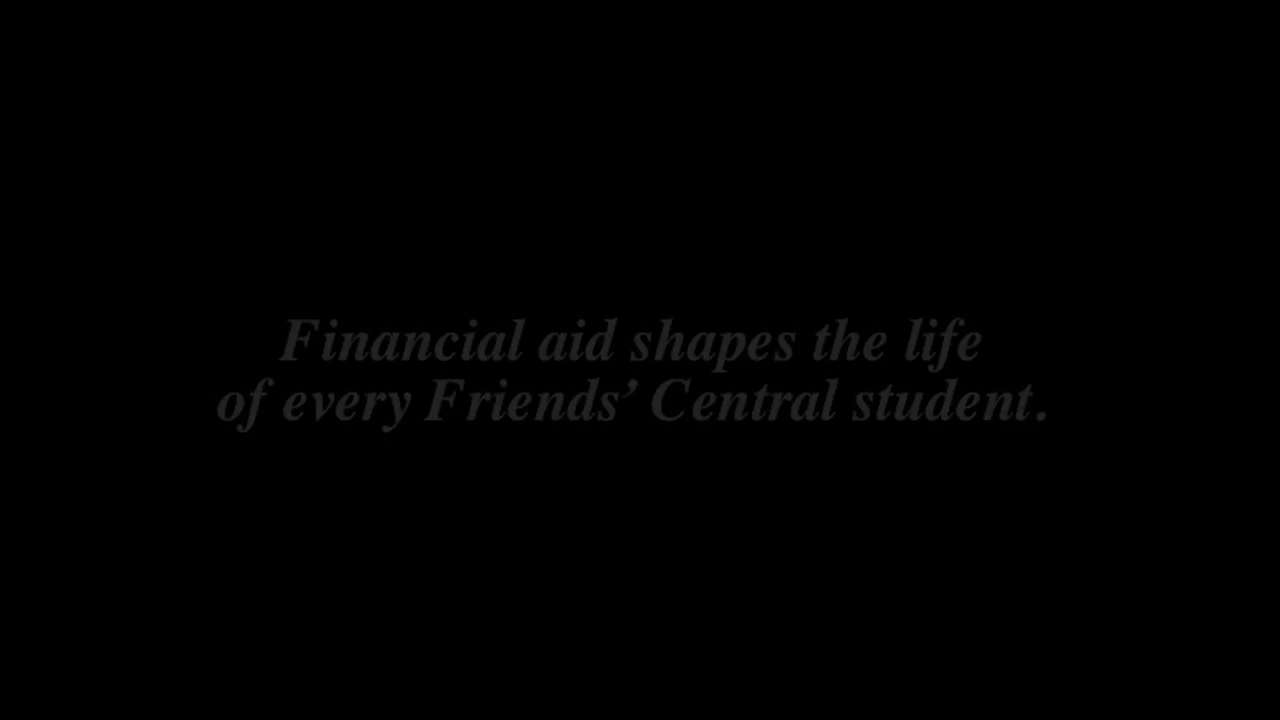 Financial aid shapes the life
of every Friends’ Central student.